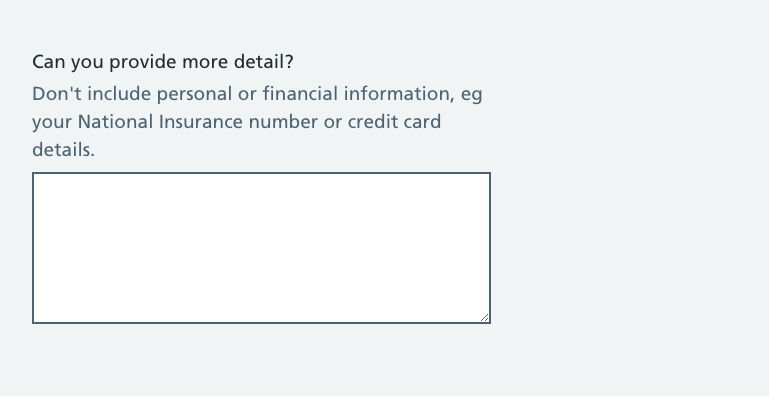 Can you provide more detail?
Don't include personal or financial information, eg
your National Insurance number or credit card
details.